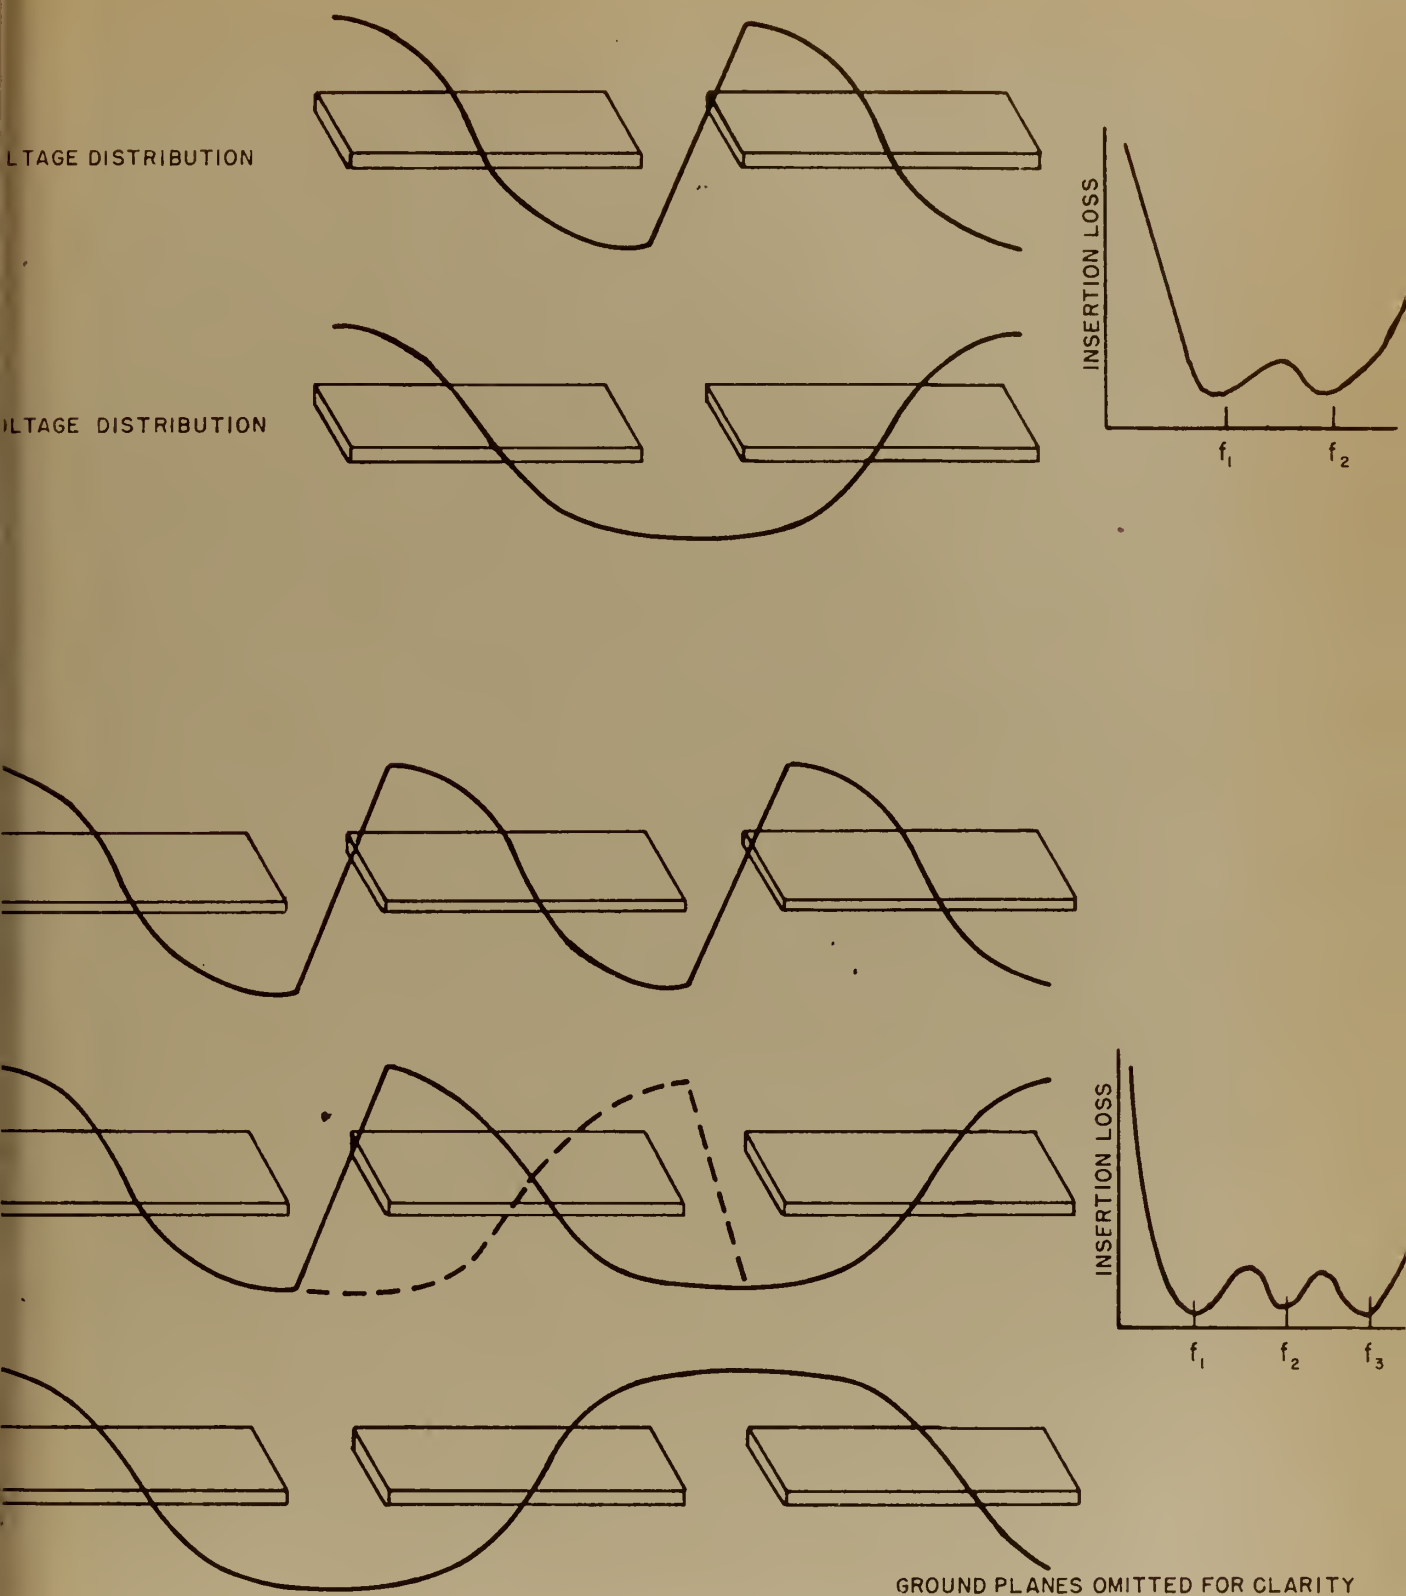 LTAGE DISTRIBUTION
INSERTION LOSS
f₁ f₂
LTAGE DISTRIBUTION
INSERTION LOSS
f₁ f₂ f₃
GROUND PLANES OMITTED FOR CLARITY